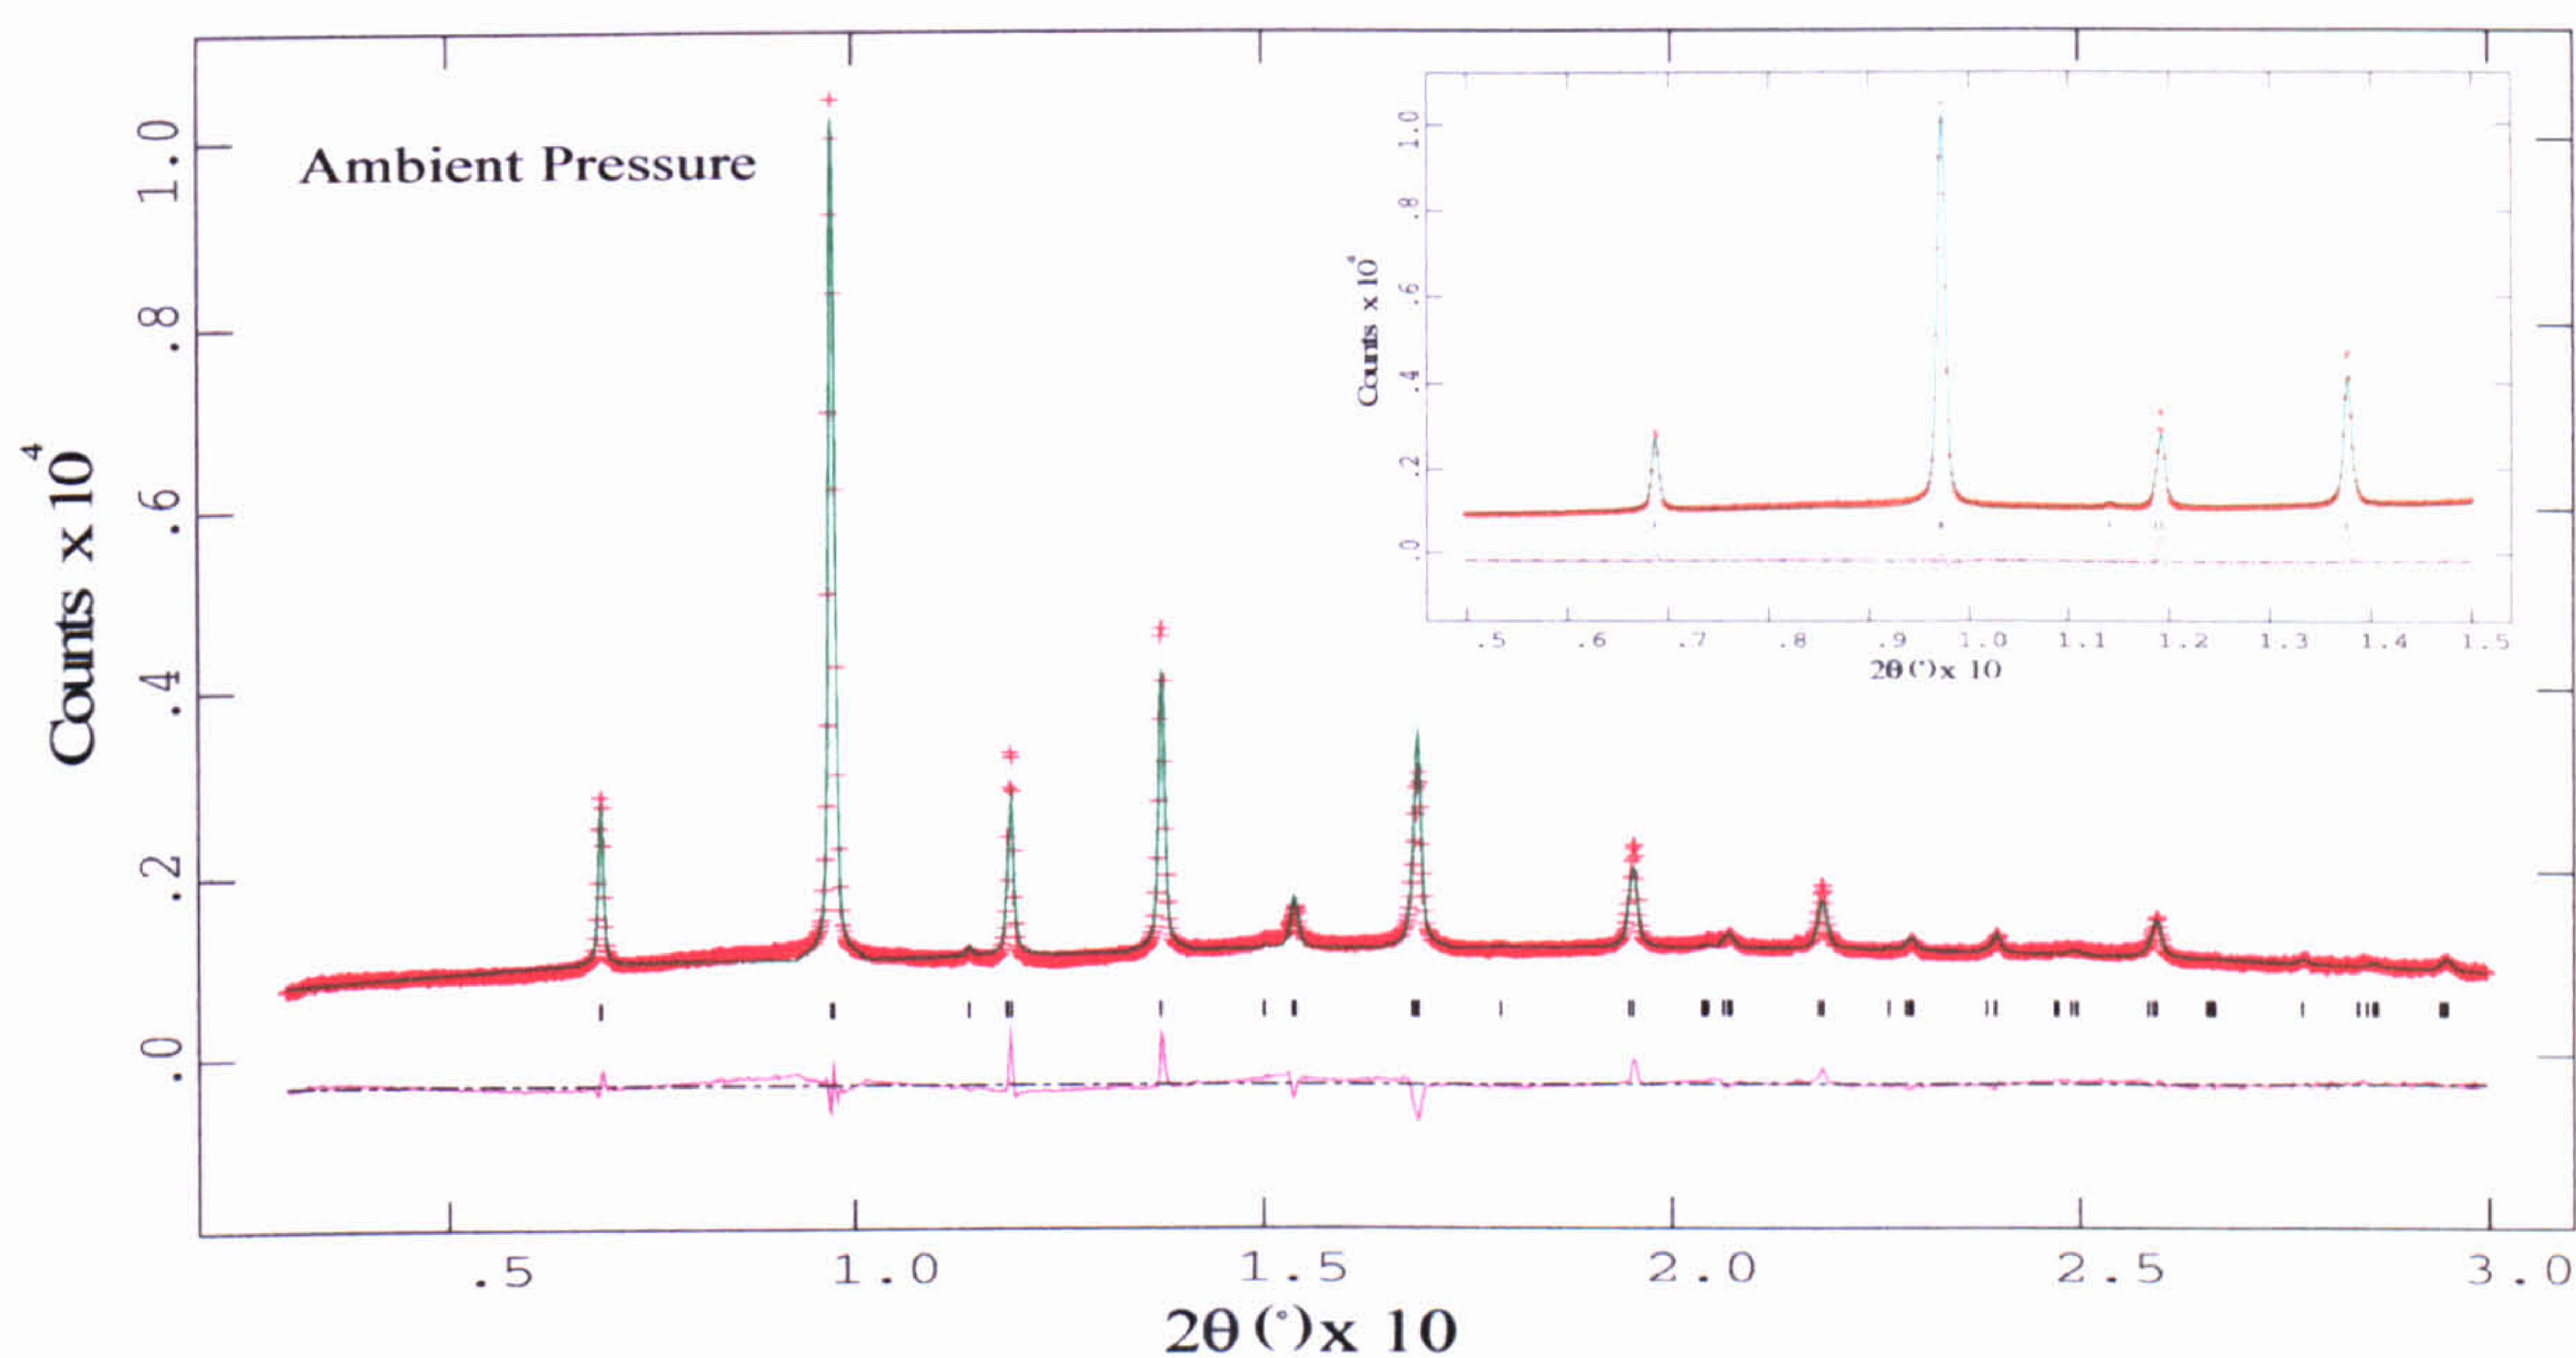 Ambient Pressure
Counts x 10⁴
1.0
.8
.6
.4
.2
.0
.5 1.0 1.5 2.0 2.5 3.0
2θ (°) x 10
Counts x 10⁴
1.0
.8
.6
.4
.2
.0
.5 .6 .7 .8 .9 1.0 1.1 1.2 1.3 1.4 1.5
2θ (°) x 10